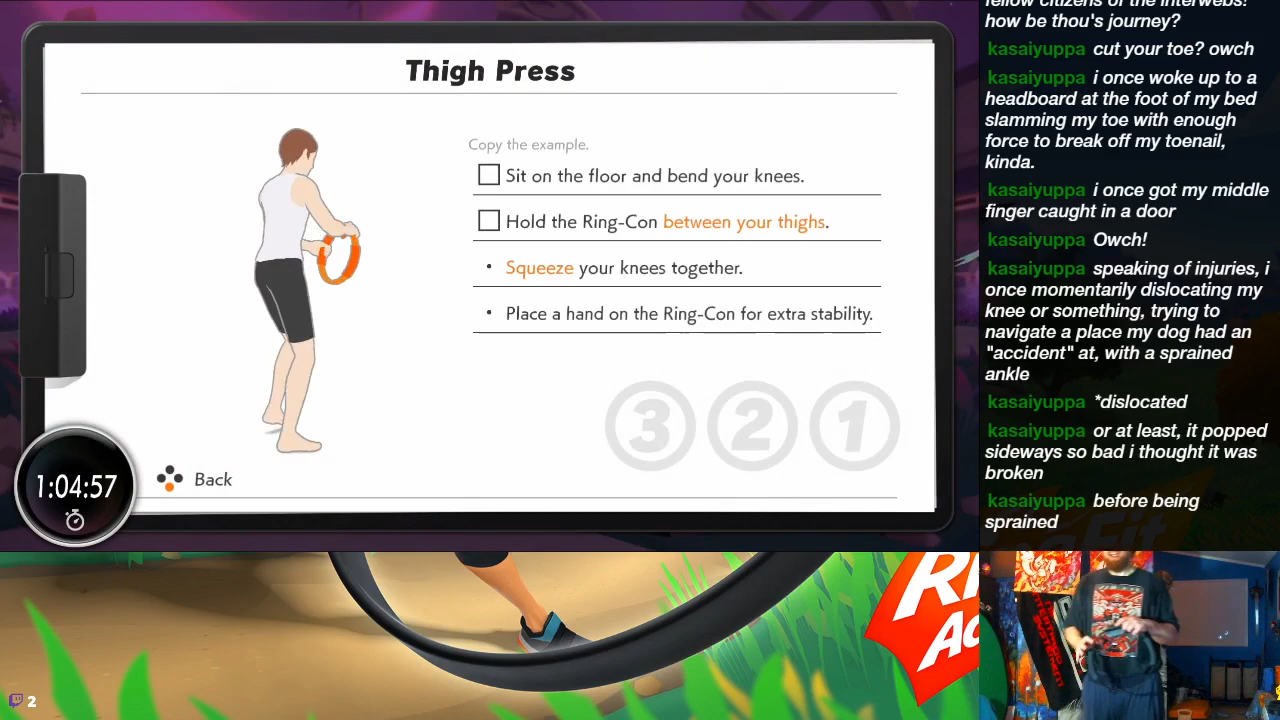 Thigh Press
Copy the example.
Sit on the floor and bend your knees.
Hold the Ring-Con between your thighs.
• Squeeze your knees together.
• Place a hand on the Ring-Con for extra stability.
3 2 1
1:04:57
Back
2
fellow citizens of the interwebs!
how be thou's journey?
kasaiyuppa cut your toe? owch
kasaiyuppa i once woke up to a
headboard at the foot of my bed
slamming my toe with enough
force to break off my toenail,
kinda.
kasaiyuppa i once got my middle
finger caught in a door
kasaiyuppa Owch!
kasaiyuppa speaking of injuries, i
once momentarily dislocating my
knee or something, trying to
navigate a place my dog had an
"accident" at, with a sprained
ankle
kasaiyuppa *dislocated
kasaiyuppa or at least, it popped
sideways so bad i thought it was
broken
kasaiyuppa before being
sprained